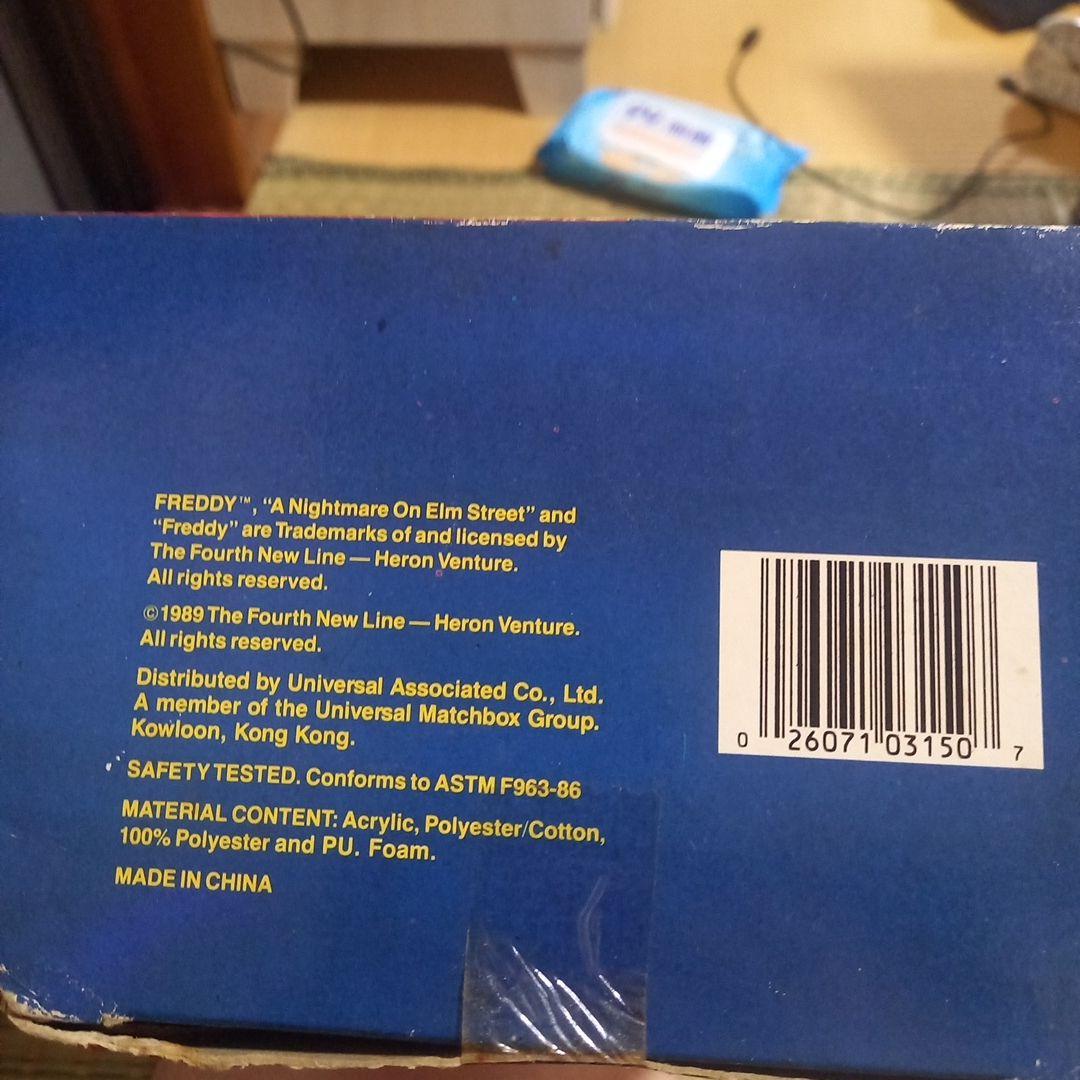 FREDDY™, “A Nightmare On Elm Street” and
“Freddy” are Trademarks of and licensed by
The Fourth New Line — Heron Venture.
All rights reserved.
©1989 The Fourth New Line — Heron Venture.
All rights reserved.
Distributed by Universal Associated Co., Ltd.
A member of the Universal Matchbox Group.
Kowloon, Kong Kong.
SAFETY TESTED. Conforms to ASTM F963-86
MATERIAL CONTENT: Acrylic, Polyester/Cotton,
100% Polyester and PU. Foam.
MADE IN CHINA
0 26071 03150 7